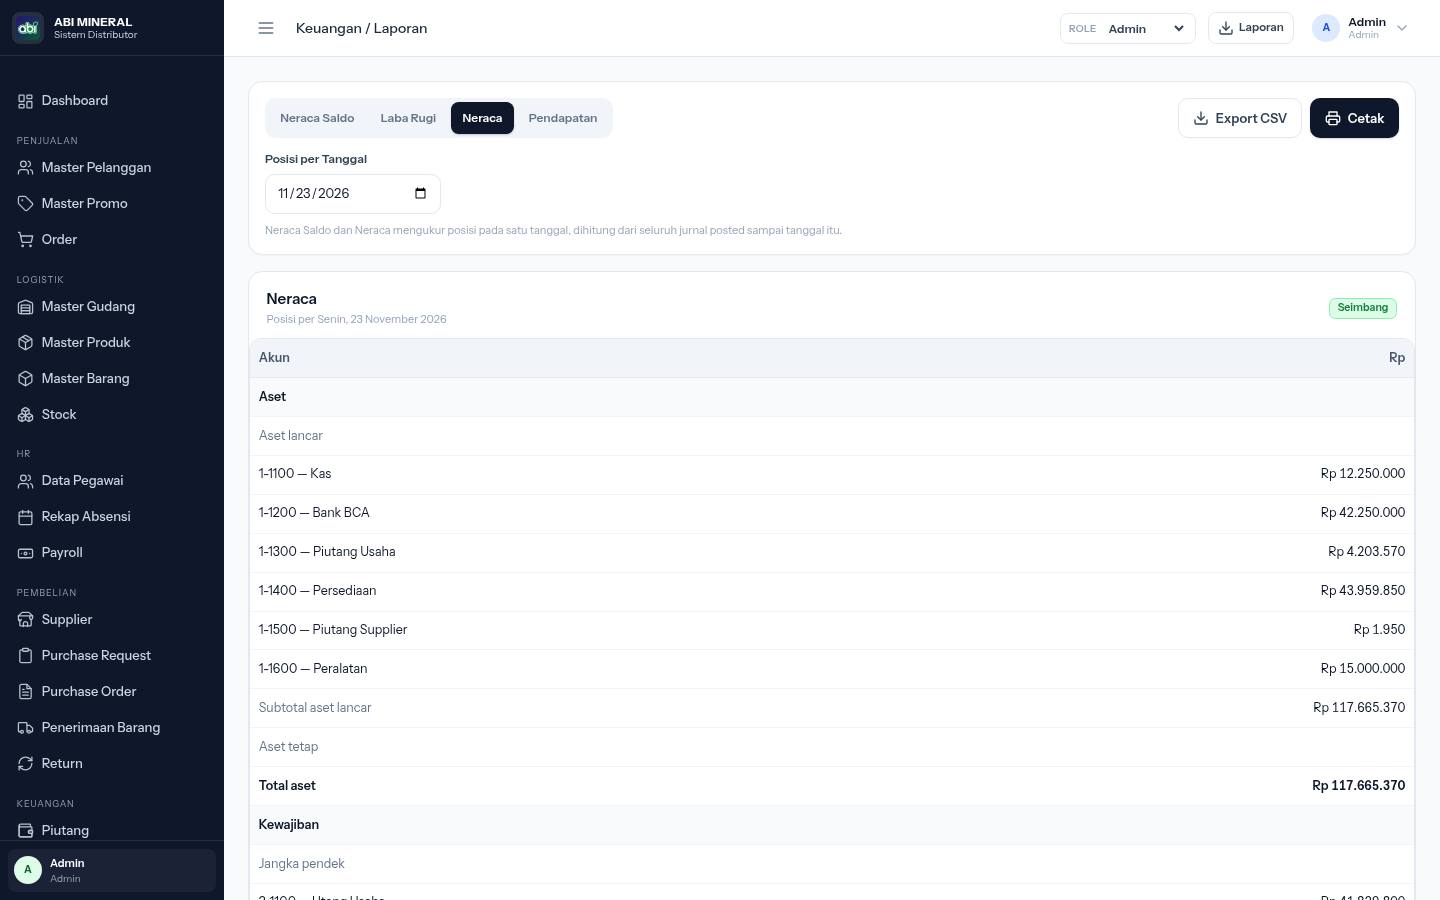 abi
ABI MINERAL
Sistem Distributor
Dashboard
PENJUALAN
Master Pelanggan
Master Promo
Order
LOGISTIK
Master Gudang
Master Produk
Master Barang
Stock
HR
Data Pegawai
Rekap Absensi
Payroll
PEMBELIAN
Supplier
Purchase Request
Purchase Order
Penerimaan Barang
Return
KEUANGAN
Piutang
A
Admin
Admin
Keuangan / Laporan
ROLE Admin
Laporan
A
Admin
Admin
Neraca Saldo Laba Rugi Neraca Pendapatan
Export CSV
Cetak
Posisi per Tanggal
11/23/2026
Neraca Saldo dan Neraca mengukur posisi pada satu tanggal, dihitung dari seluruh jurnal posted sampai tanggal itu.
Neraca
Posisi per Senin, 23 November 2026
Seimbang
Akun Rp
Aset
Aset lancar
1-1100 — Kas Rp 12.250.000
1-1200 — Bank BCA Rp 42.250.000
1-1300 — Piutang Usaha Rp 4.203.570
1-1400 — Persediaan Rp 43.959.850
1-1500 — Piutang Supplier Rp 1.950
1-1600 — Peralatan Rp 15.000.000
Subtotal aset lancar Rp 117.665.370
Aset tetap
Total aset Rp 117.665.370
Kewajiban
Jangka pendek